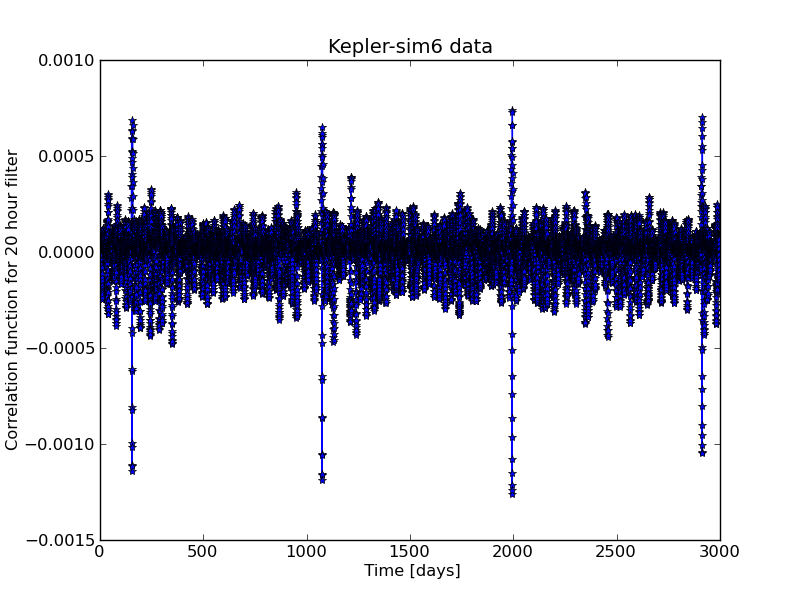 Kepler-sim6 data
Correlation function for 20 hour filter
0.0010
0.0005
0.0000
−0.0005
−0.0010
−0.0015
0 500 1000 1500 2000 2500 3000
Time [days]